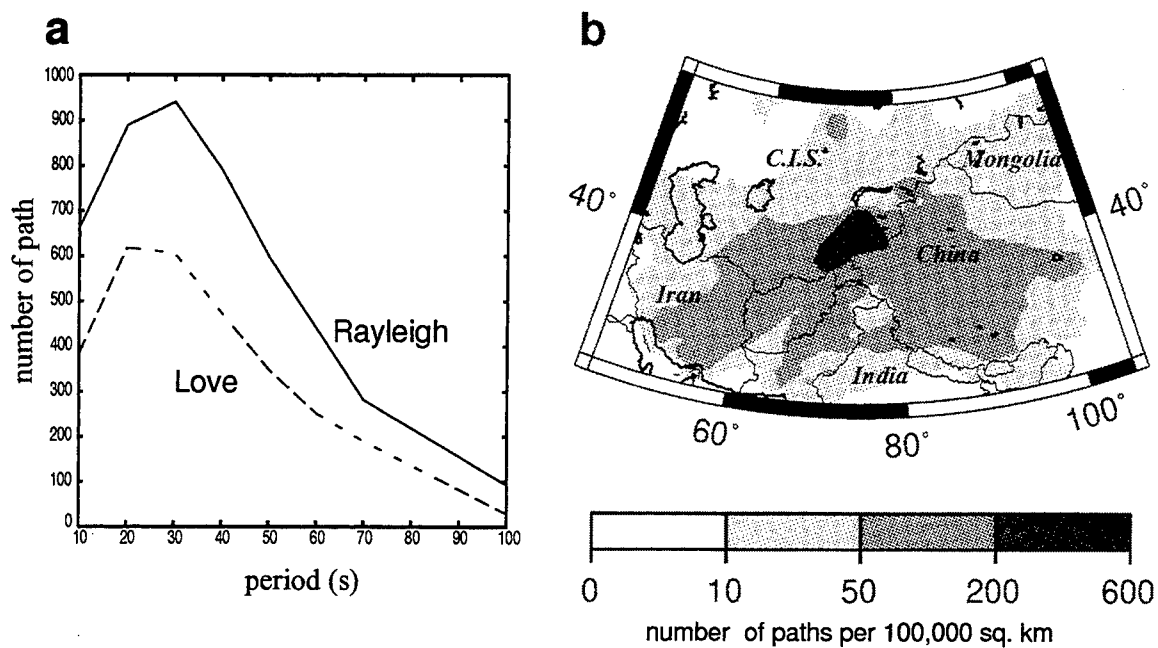 a
1000
900
800
700
600
500
400
300
200
100
0
number of path
Rayleigh
Love
10 20 30 40 50 60 70 80 90 100
period (s)
b
C.I.S.
Mongolia
40° 40°
China
Iran
India
60° 80° 100°
0 10 50 200 600
number of paths per 100,000 sq. km